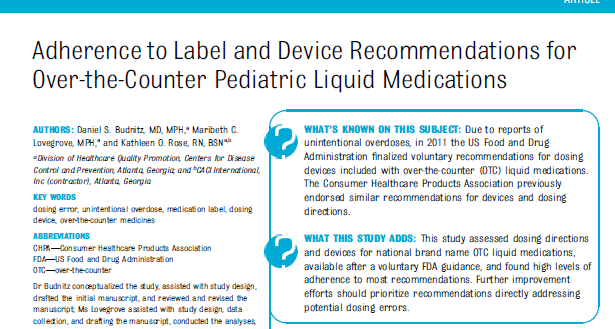 ARTICLE
Adherence to Label and Device Recommendations for
Over-the-Counter Pediatric Liquid Medications
AUTHORS: Daniel S. Budnitz, MD, MPH,a Maribeth C.
Lovegrove, MPH,a and Kathleen O. Rose, RN, BSNa,b
aDivision of Healthcare Quality Promotion, Centers for Disease
Control and Prevention, Atlanta, Georgia; and bCACI International,
Inc (contractor), Atlanta, Georgia
KEY WORDS
dosing error, unintentional overdose, medication label, dosing
device, over-the-counter medicines
ABBREVIATIONS
CHPA—Consumer Healthcare Products Association
FDA—US Food and Drug Administration
OTC—over-the-counter
Dr Budnitz conceptualized the study, assisted with study design,
drafted the initial manuscript, and reviewed and revised the
manuscript; Ms Lovegrove assisted with study design, data
collection, and drafting the manuscript, conducted the analyses,
WHAT'S KNOWN ON THIS SUBJECT: Due to reports of
unintentional overdoses, in 2011 the US Food and Drug
Administration finalized voluntary recommendations for dosing
devices included with over-the-counter (OTC) liquid medications.
The Consumer Healthcare Products Association previously
endorsed similar recommendations for devices and dosing
directions.
WHAT THIS STUDY ADDS: This study assessed dosing directions
and devices for national brand name OTC liquid medications,
available after a voluntary FDA guidance, and found high levels of
adherence to most recommendations. Further improvement
efforts should prioritize recommendations directly addressing
potential dosing errors.